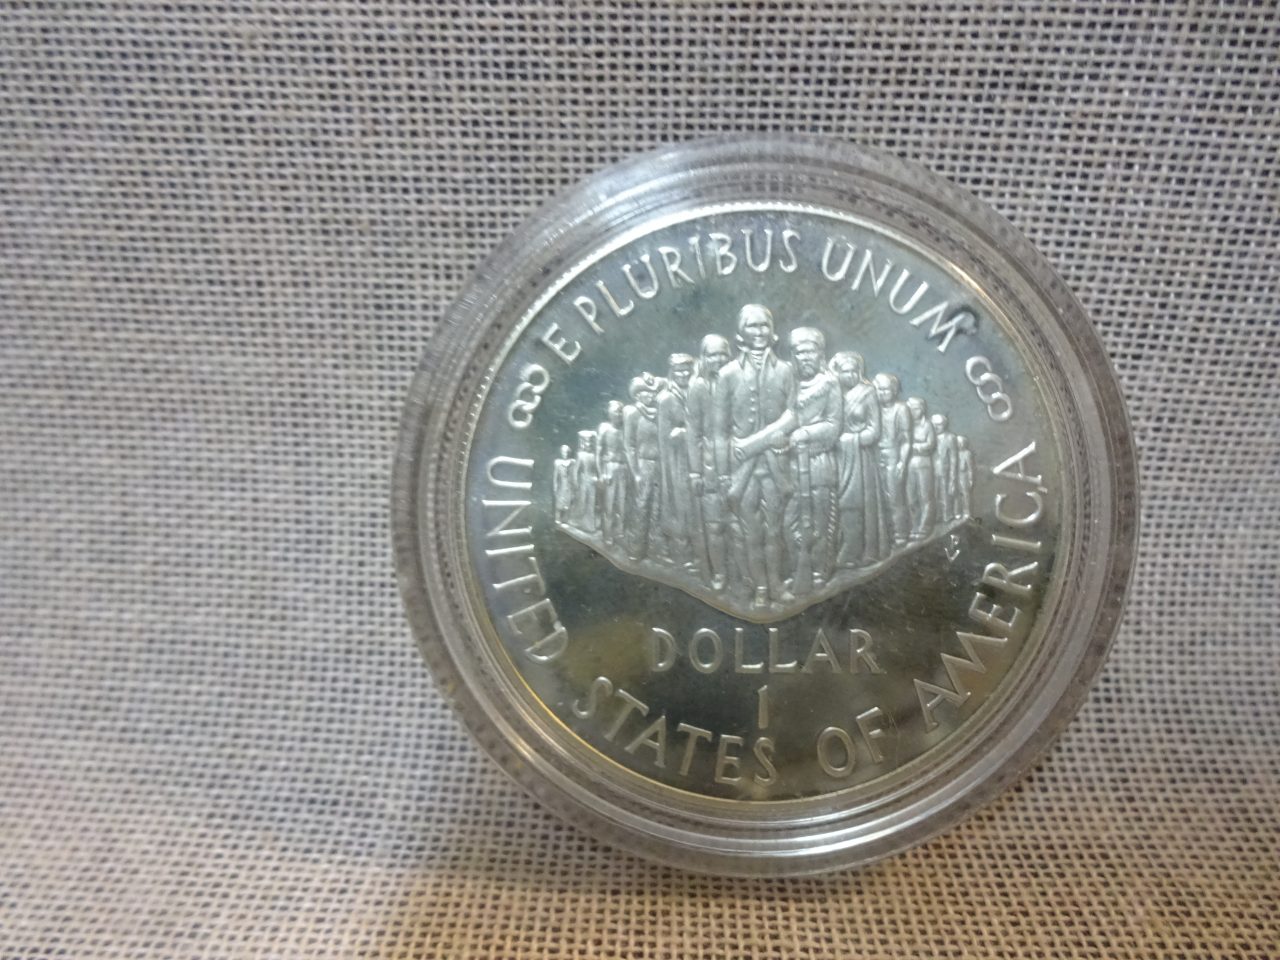 E PLURIBUS UNUM
DOLLAR
1
UNITED STATES OF AMERICA